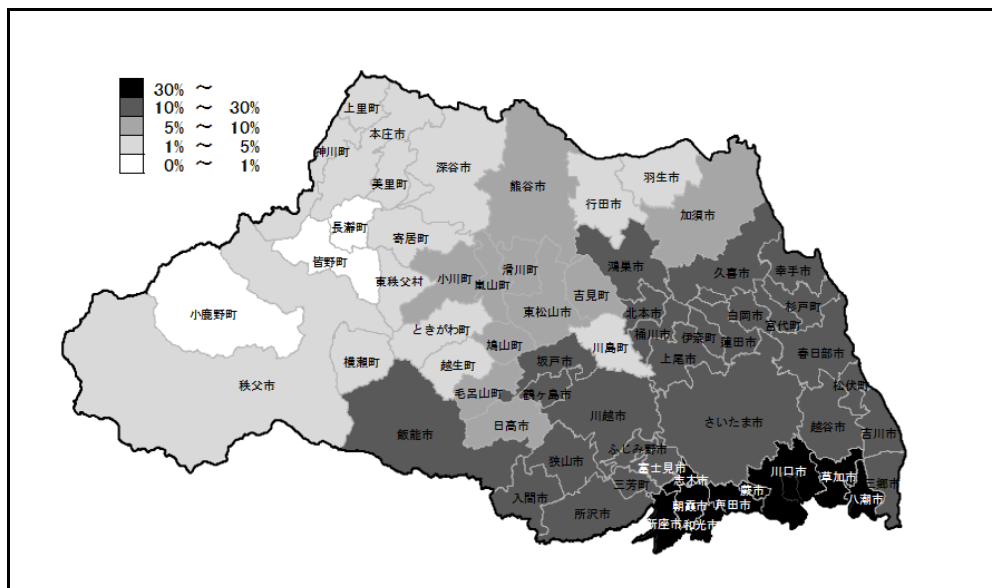 30% ～
10% ～ 30%
5% ～ 10%
1% ～ 5%
0% ～ 1%
上里町
本庄市
神川町
美里町
深谷市
熊谷市
行田市
羽生市
加須市
長瀞町
皆野町
寄居町
東秩父村
小川町
嵐山町
滑川町
東松山市
吉見町
鴻巣市
久喜市
幸手市
北本市
桶川市
伊奈町
白岡市
蓮田市
宮代町
杉戸町
小鹿野町
秩父市
横瀬町
ときがわ町
越生町
鳩山町
毛呂山町
坂戸市
鶴ヶ島市
川島町
上尾市
春日部市
松伏町
飯能市
日高市
川越市
さいたま市
越谷市
吉川市
狭山市
ふじみ野市
富士見市
三芳町
志木市
入間市
所沢市
新座市
朝霞市
和光市
戸田市
蕨市
川口市
草加市
八潮市
三郷市